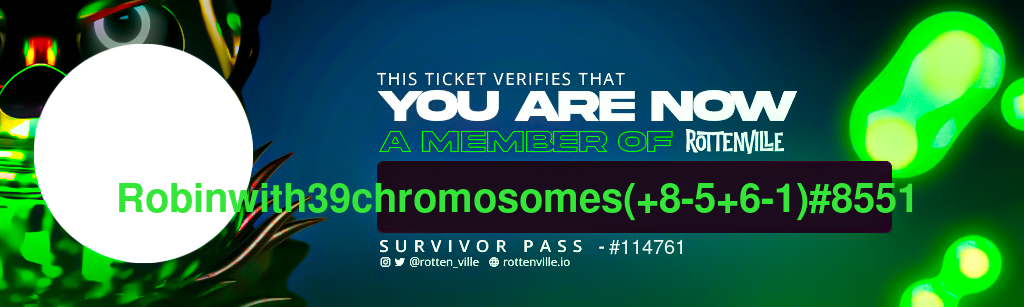 THIS TICKET VERIFIES THAT
YOU ARE NOW
A MEMBER OF ROTTENVILLE
Robinwith39chromosomes(+8-5+6-1)#8551
SURVIVOR PASS - #114761
@rotten_ville rottenville.io